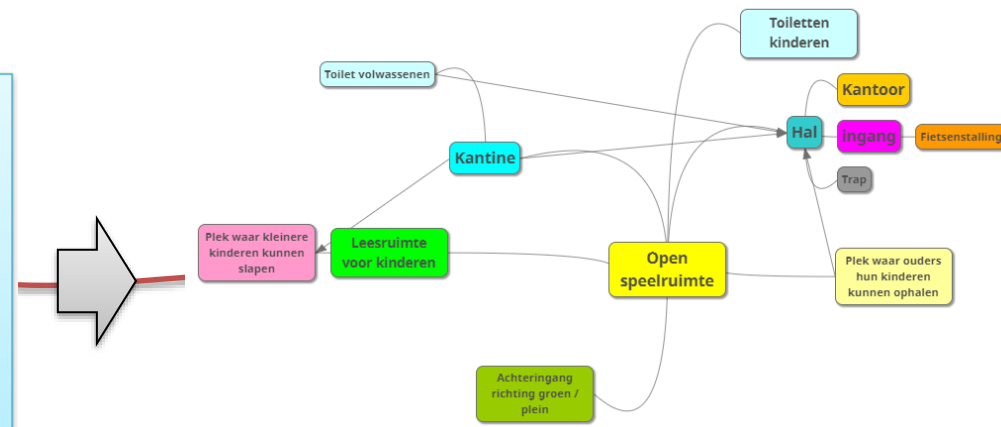 Toiletten
kinderen
Toilet volwassenen
Kantoor
Hal
ingang
Fietsenstalling
Kantine
Trap
Plek waar kleinere
kinderen kunnen
slapen
Leesruimte
voor kinderen
Open
speelruimte
Plek waar ouders
hun kinderen
kunnen ophalen
Achteringang
richting groen /
plein